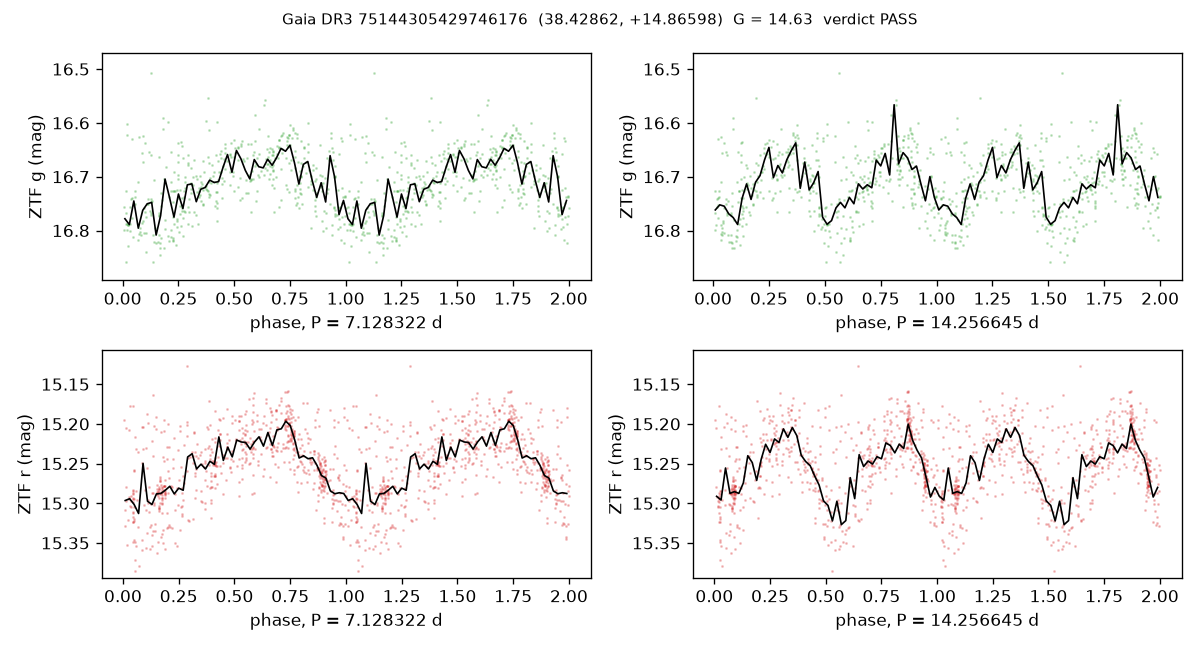 Gaia DR3 75144305429746176 (38.42862, +14.86598) G = 14.63 verdict PASS
ZTF g (mag)
16.5
16.6
16.7
16.8
0.00 0.25 0.50 0.75 1.00 1.25 1.50 1.75 2.00
phase, P = 7.128322 d
ZTF g (mag)
16.5
16.6
16.7
16.8
0.00 0.25 0.50 0.75 1.00 1.25 1.50 1.75 2.00
phase, P = 14.256645 d
ZTF r (mag)
15.15
15.20
15.25
15.30
15.35
0.00 0.25 0.50 0.75 1.00 1.25 1.50 1.75 2.00
phase, P = 7.128322 d
ZTF r (mag)
15.15
15.20
15.25
15.30
15.35
0.00 0.25 0.50 0.75 1.00 1.25 1.50 1.75 2.00
phase, P = 14.256645 d